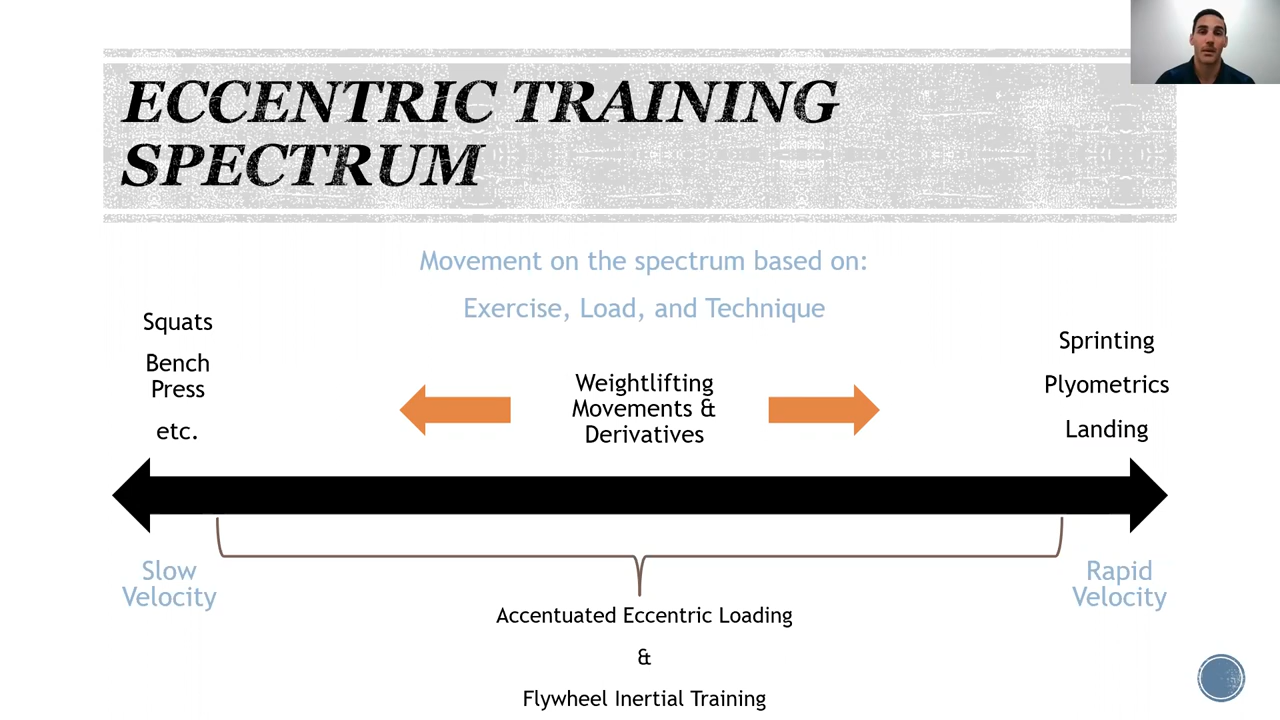 ECCENTRIC TRAINING
SPECTRUM
Movement on the spectrum based on:
Exercise, Load, and Technique
Squats
Bench
Press
etc.
Weightlifting
Movements &
Derivatives
Sprinting
Plyometrics
Landing
Slow
Velocity
Rapid
Velocity
Accentuated Eccentric Loading
&
Flywheel Inertial Training